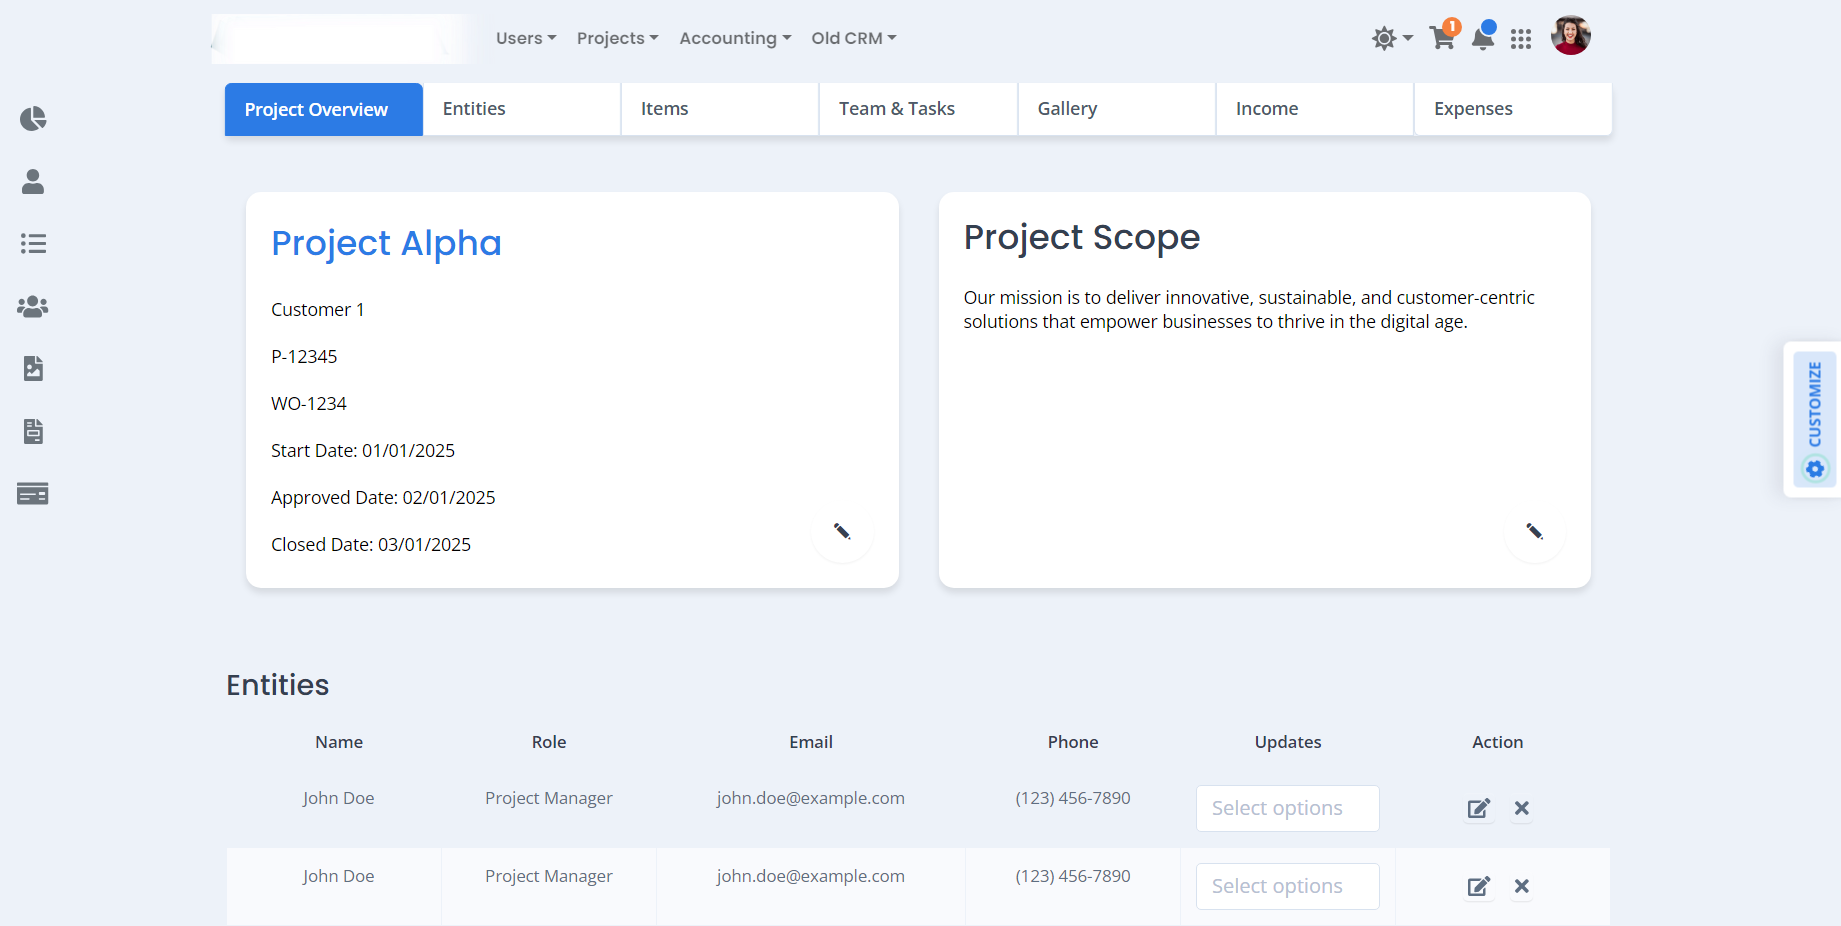 Users Projects Accounting Old CRM 1
Project Overview Entities Items Team & Tasks Gallery Income Expenses
Project Alpha
Customer 1
P-12345
WO-1234
Start Date: 01/01/2025
Approved Date: 02/01/2025
Closed Date: 03/01/2025
Project Scope
Our mission is to deliver innovative, sustainable, and customer-centric
solutions that empower businesses to thrive in the digital age.
CUSTOMIZE
Entities
Name Role Email Phone Updates Action
John Doe Project Manager john.doe@example.com (123) 456-7890 Select options
John Doe Project Manager john.doe@example.com (123) 456-7890 Select options